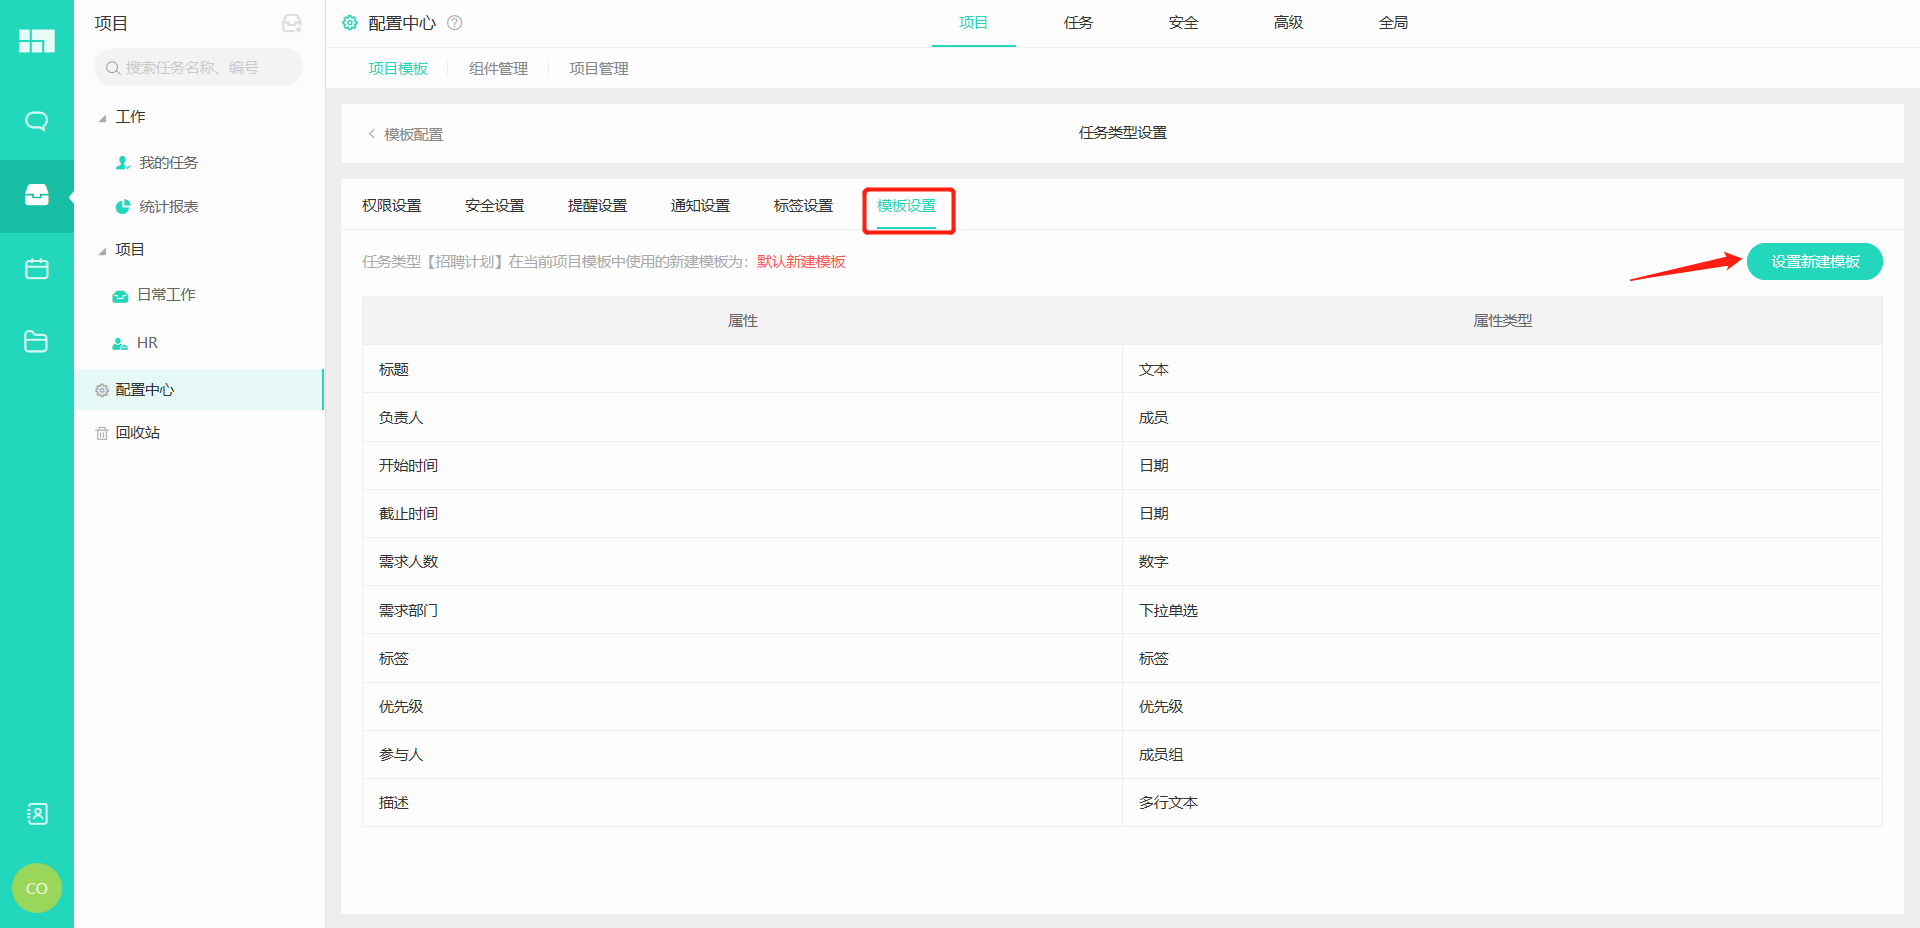 项目
搜索任务名称、编号
工作
我的任务
统计报表
项目
日常工作
HR
配置中心
回收站
CO
配置中心 ?
项目 任务 安全 高级 全局
项目模板 组件管理 项目管理
< 模板配置 任务类型设置
权限设置 安全设置 提醒设置 通知设置 标签设置 模板设置
任务类型【招聘计划】在当前项目模板中使用的新建模板为：默认新建模板 设置新建模板
属性 属性类型
标题 文本
负责人 成员
开始时间 日期
截止时间 日期
需求人数 数字
需求部门 下拉单选
标签 标签
优先级 优先级
参与人 成员组
描述 多行文本